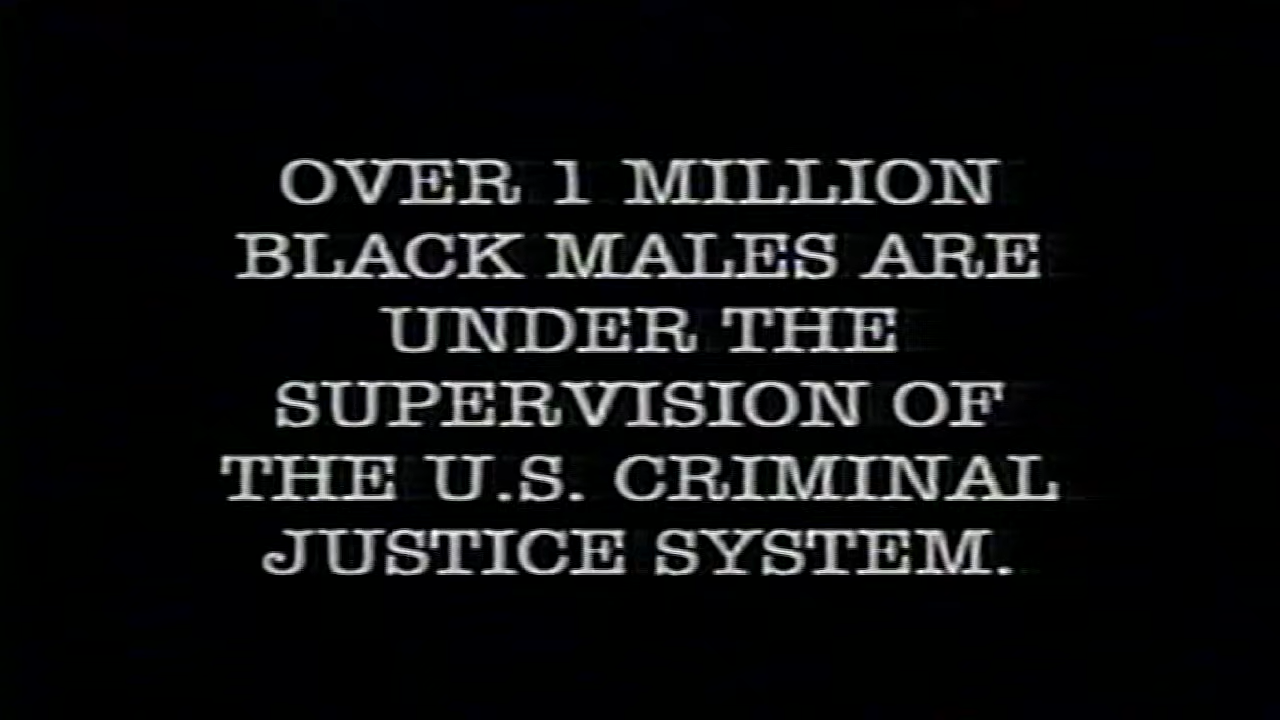 OVER 1 MILLION
BLACK MALES ARE
UNDER THE
SUPERVISION OF
THE U.S. CRIMINAL
JUSTICE SYSTEM.